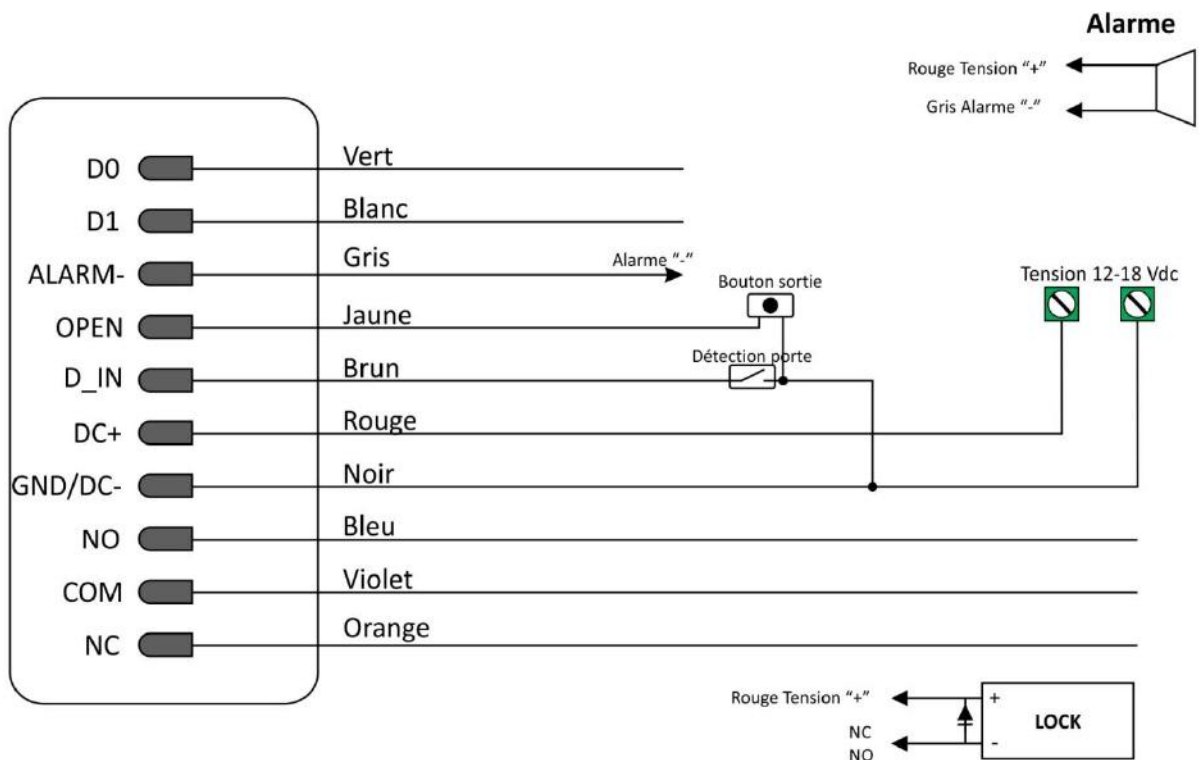 Alarme
Rouge Tension “+”
Gris Alarme “-”
D0 Vert
D1 Blanc
ALARM- Gris Alarme “-”
Bouton sortie
Tension 12-18 Vdc
OPEN Jaune
Détection porte
D_IN Brun
DC+ Rouge
GND/DC- Noir
NO Bleu
COM Violet
NC Orange
Rouge Tension “+” +
LOCK
NC
NO -